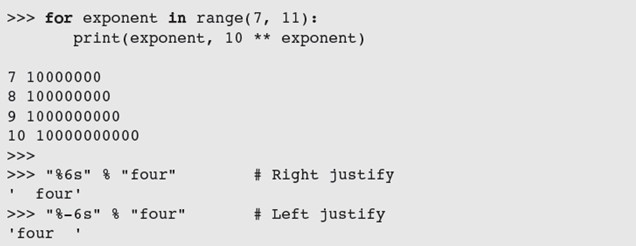 >>> for exponent in range(7, 11):
       print(exponent, 10 ** exponent)

7 10000000
8 100000000
9 1000000000
10 10000000000
>>>
>>> "%6s" % "four"        # Right justify
'  four'
>>> "%-6s" % "four"       # Left justify
'four  '